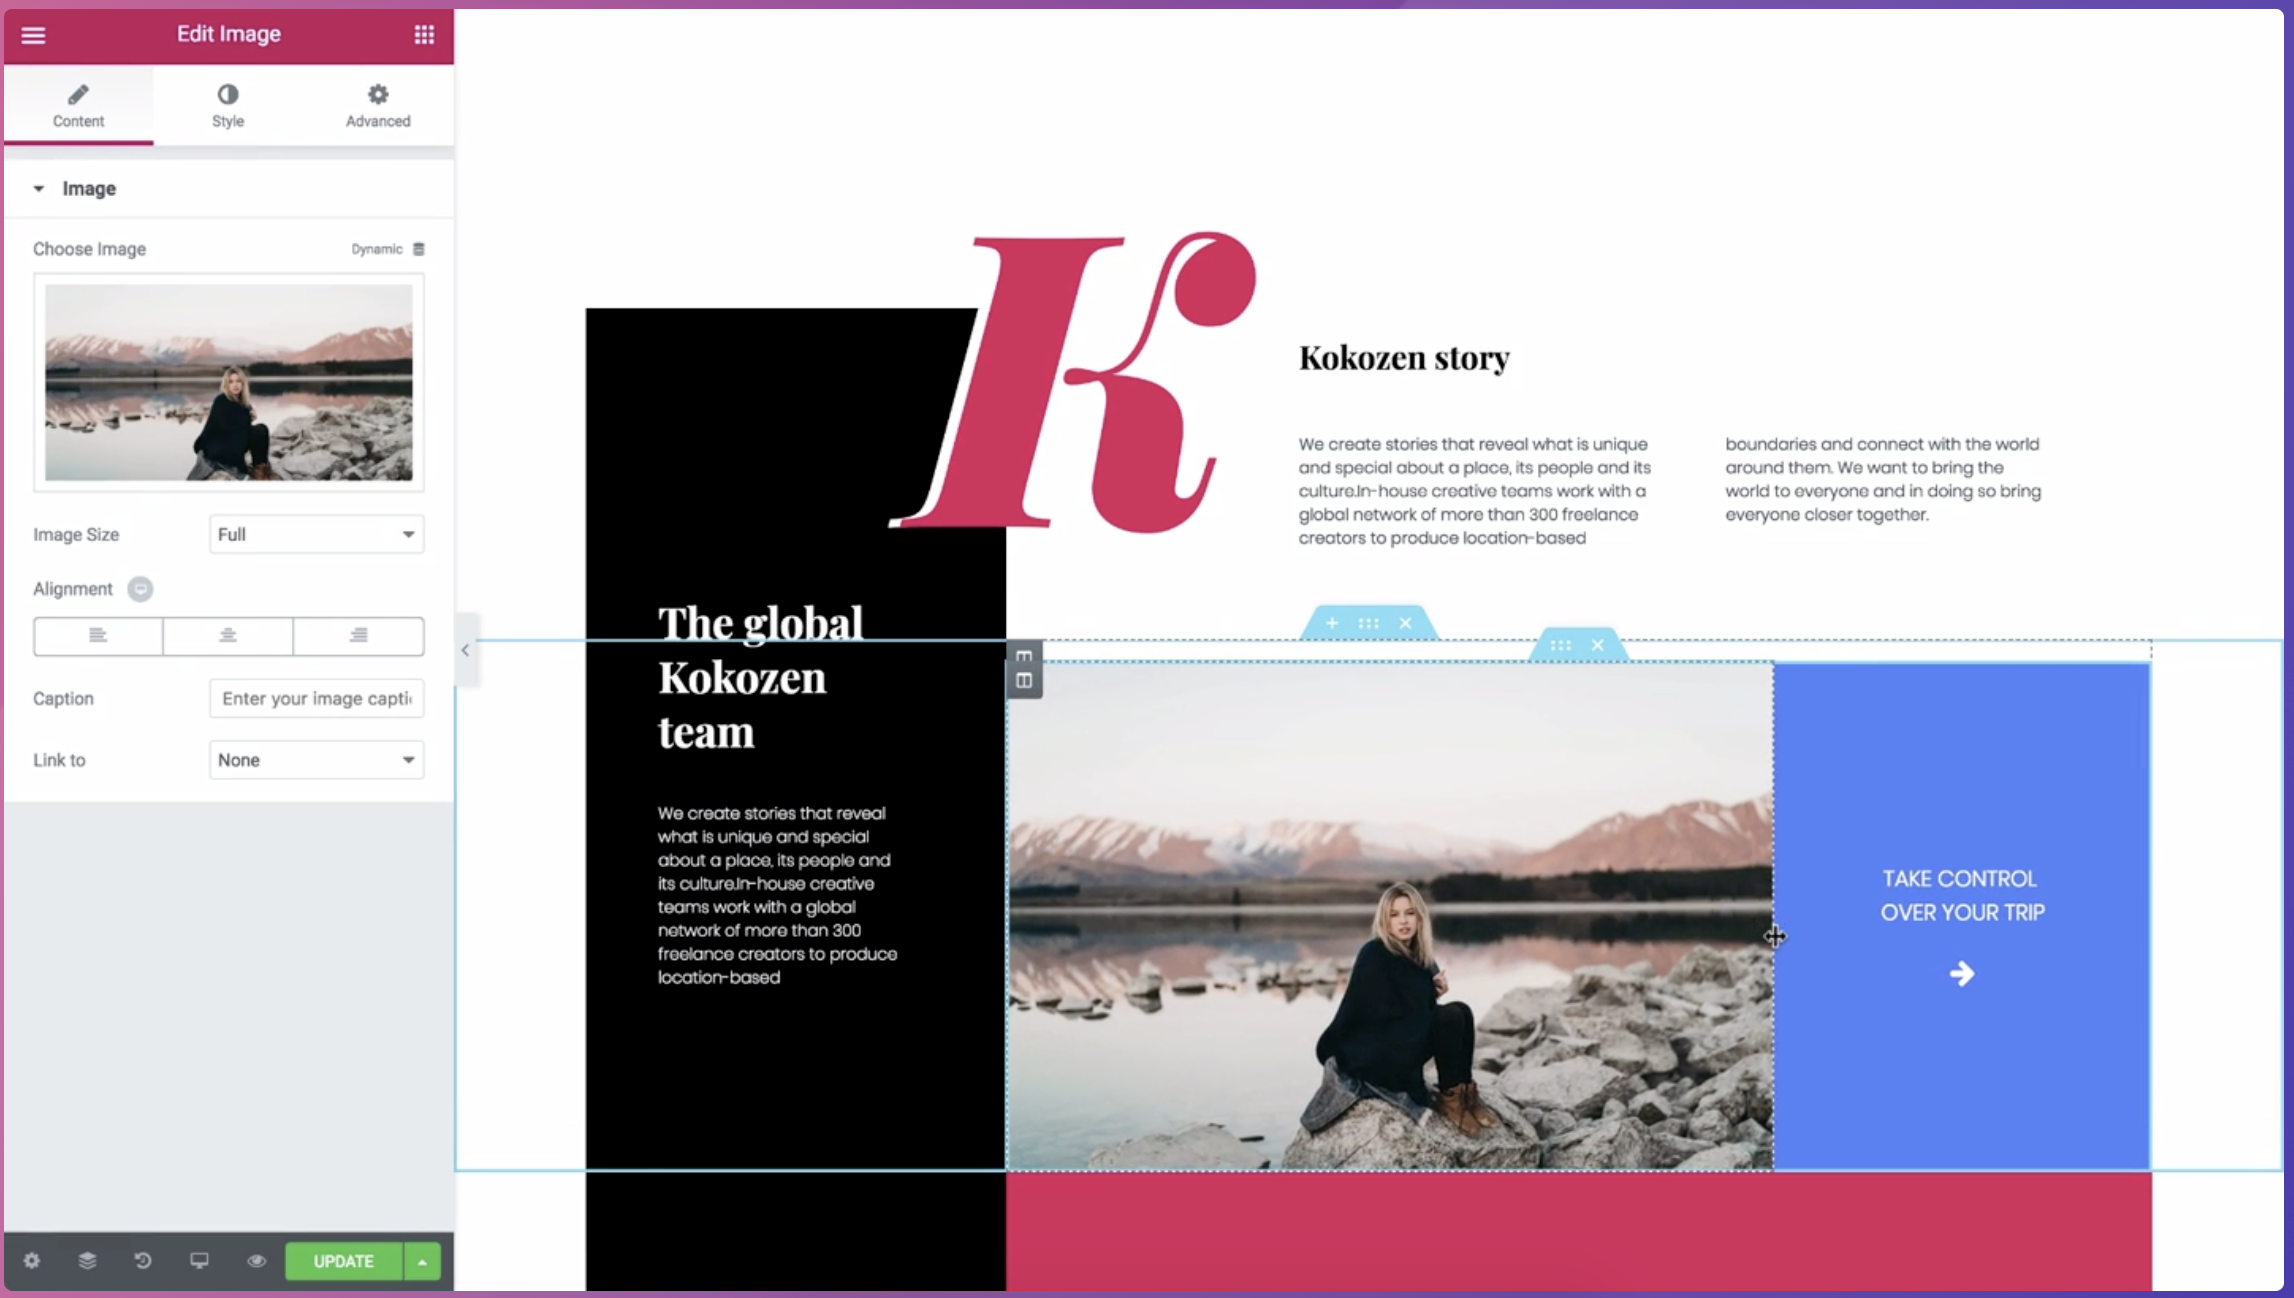 Edit Image
Content
Style
Advanced
Image
Choose Image
Dynamic
Image Size
Full
Alignment
Caption
Enter your image capti
Link to
None
UPDATE
K
Kokozen story
We create stories that reveal what is unique
and special about a place, its people and its
culture.In-house creative teams work with a
global network of more than 300 freelance
creators to produce location-based
boundaries and connect with the world
around them. We want to bring the
world to everyone and in doing so bring
everyone closer together.
The global
Kokozen
team
We create stories that reveal
what is unique and special
about a place, its people and
its culture.In-house creative
teams work with a global
network of more than 300
freelance creators to produce
location-based
TAKE CONTROL
OVER YOUR TRIP